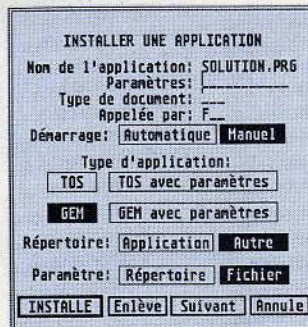 INSTALLER UNE APPLICATION
Nom de l'application: SOLUTION.PRG
Paramètres: ____________
Type de document: ___
Appelée par: F__
Démarrage: Automatique Manuel
Type d'application:
TOS TOS avec paramètres
GEM GEM avec paramètres
Répertoire: Application Autre
Paramètre: Répertoire Fichier
INSTALLE Enlève Suivant Annule